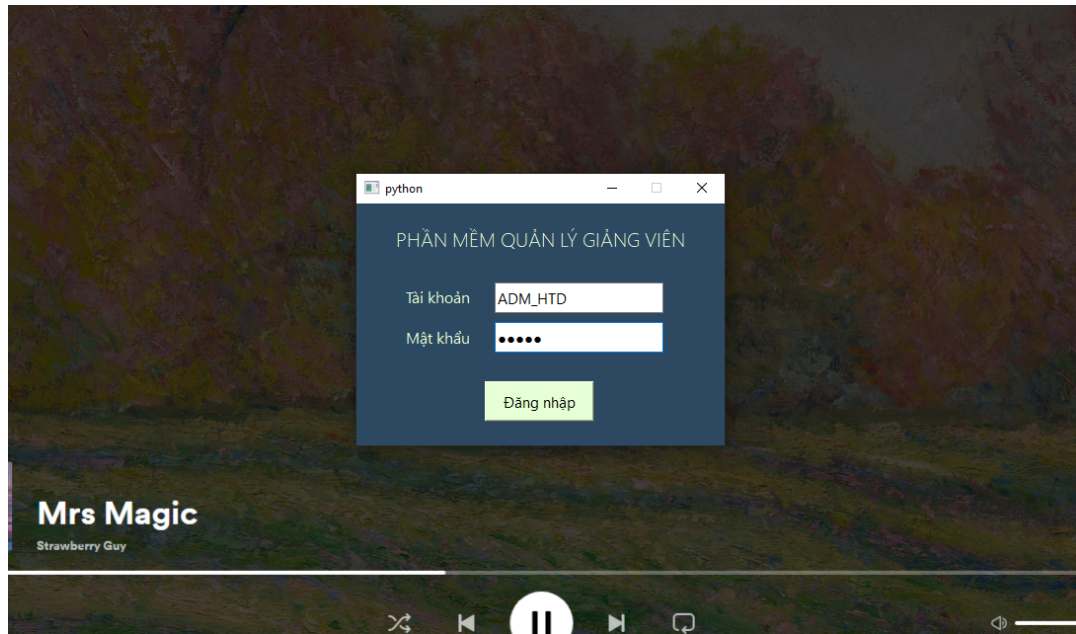 python
PHẦN MỀM QUẢN LÝ GIẢNG VIÊN
Tài khoản ADM_HTD
Mật khẩu •••••
Đăng nhập
Mrs Magic
Strawberry Guy